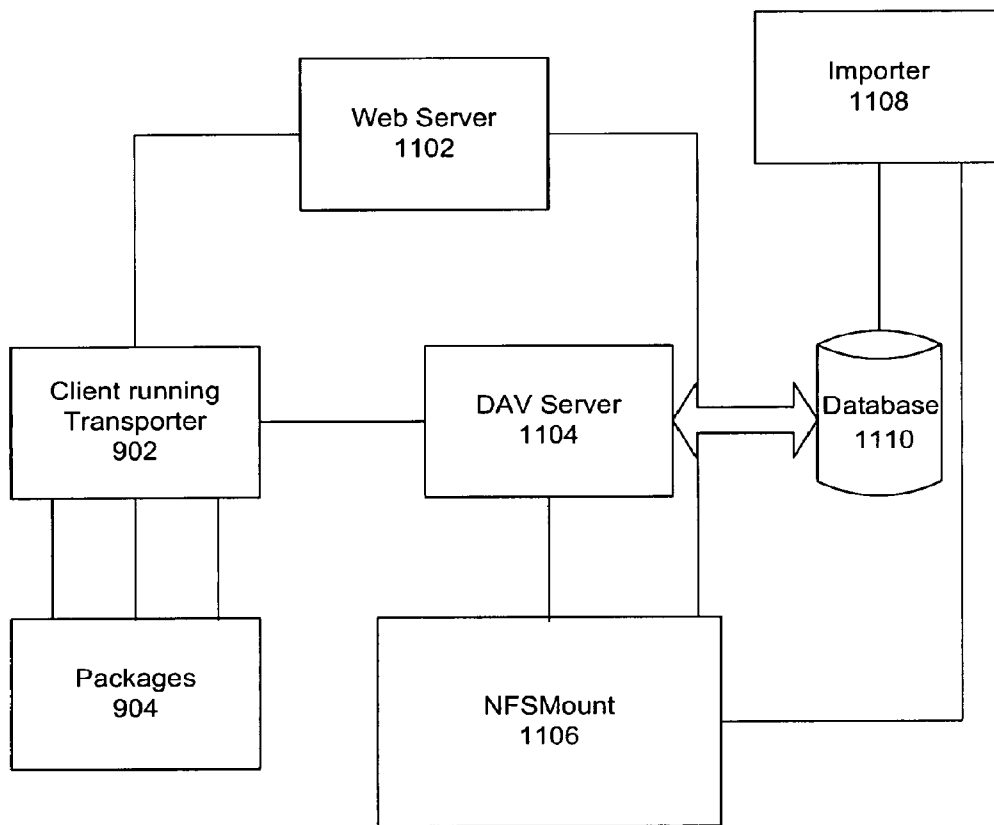 Importer
1108
Web Server
1102
Client running
Transporter
902
DAV Server
1104
Database
1110
Packages
904
NFSMount
1106